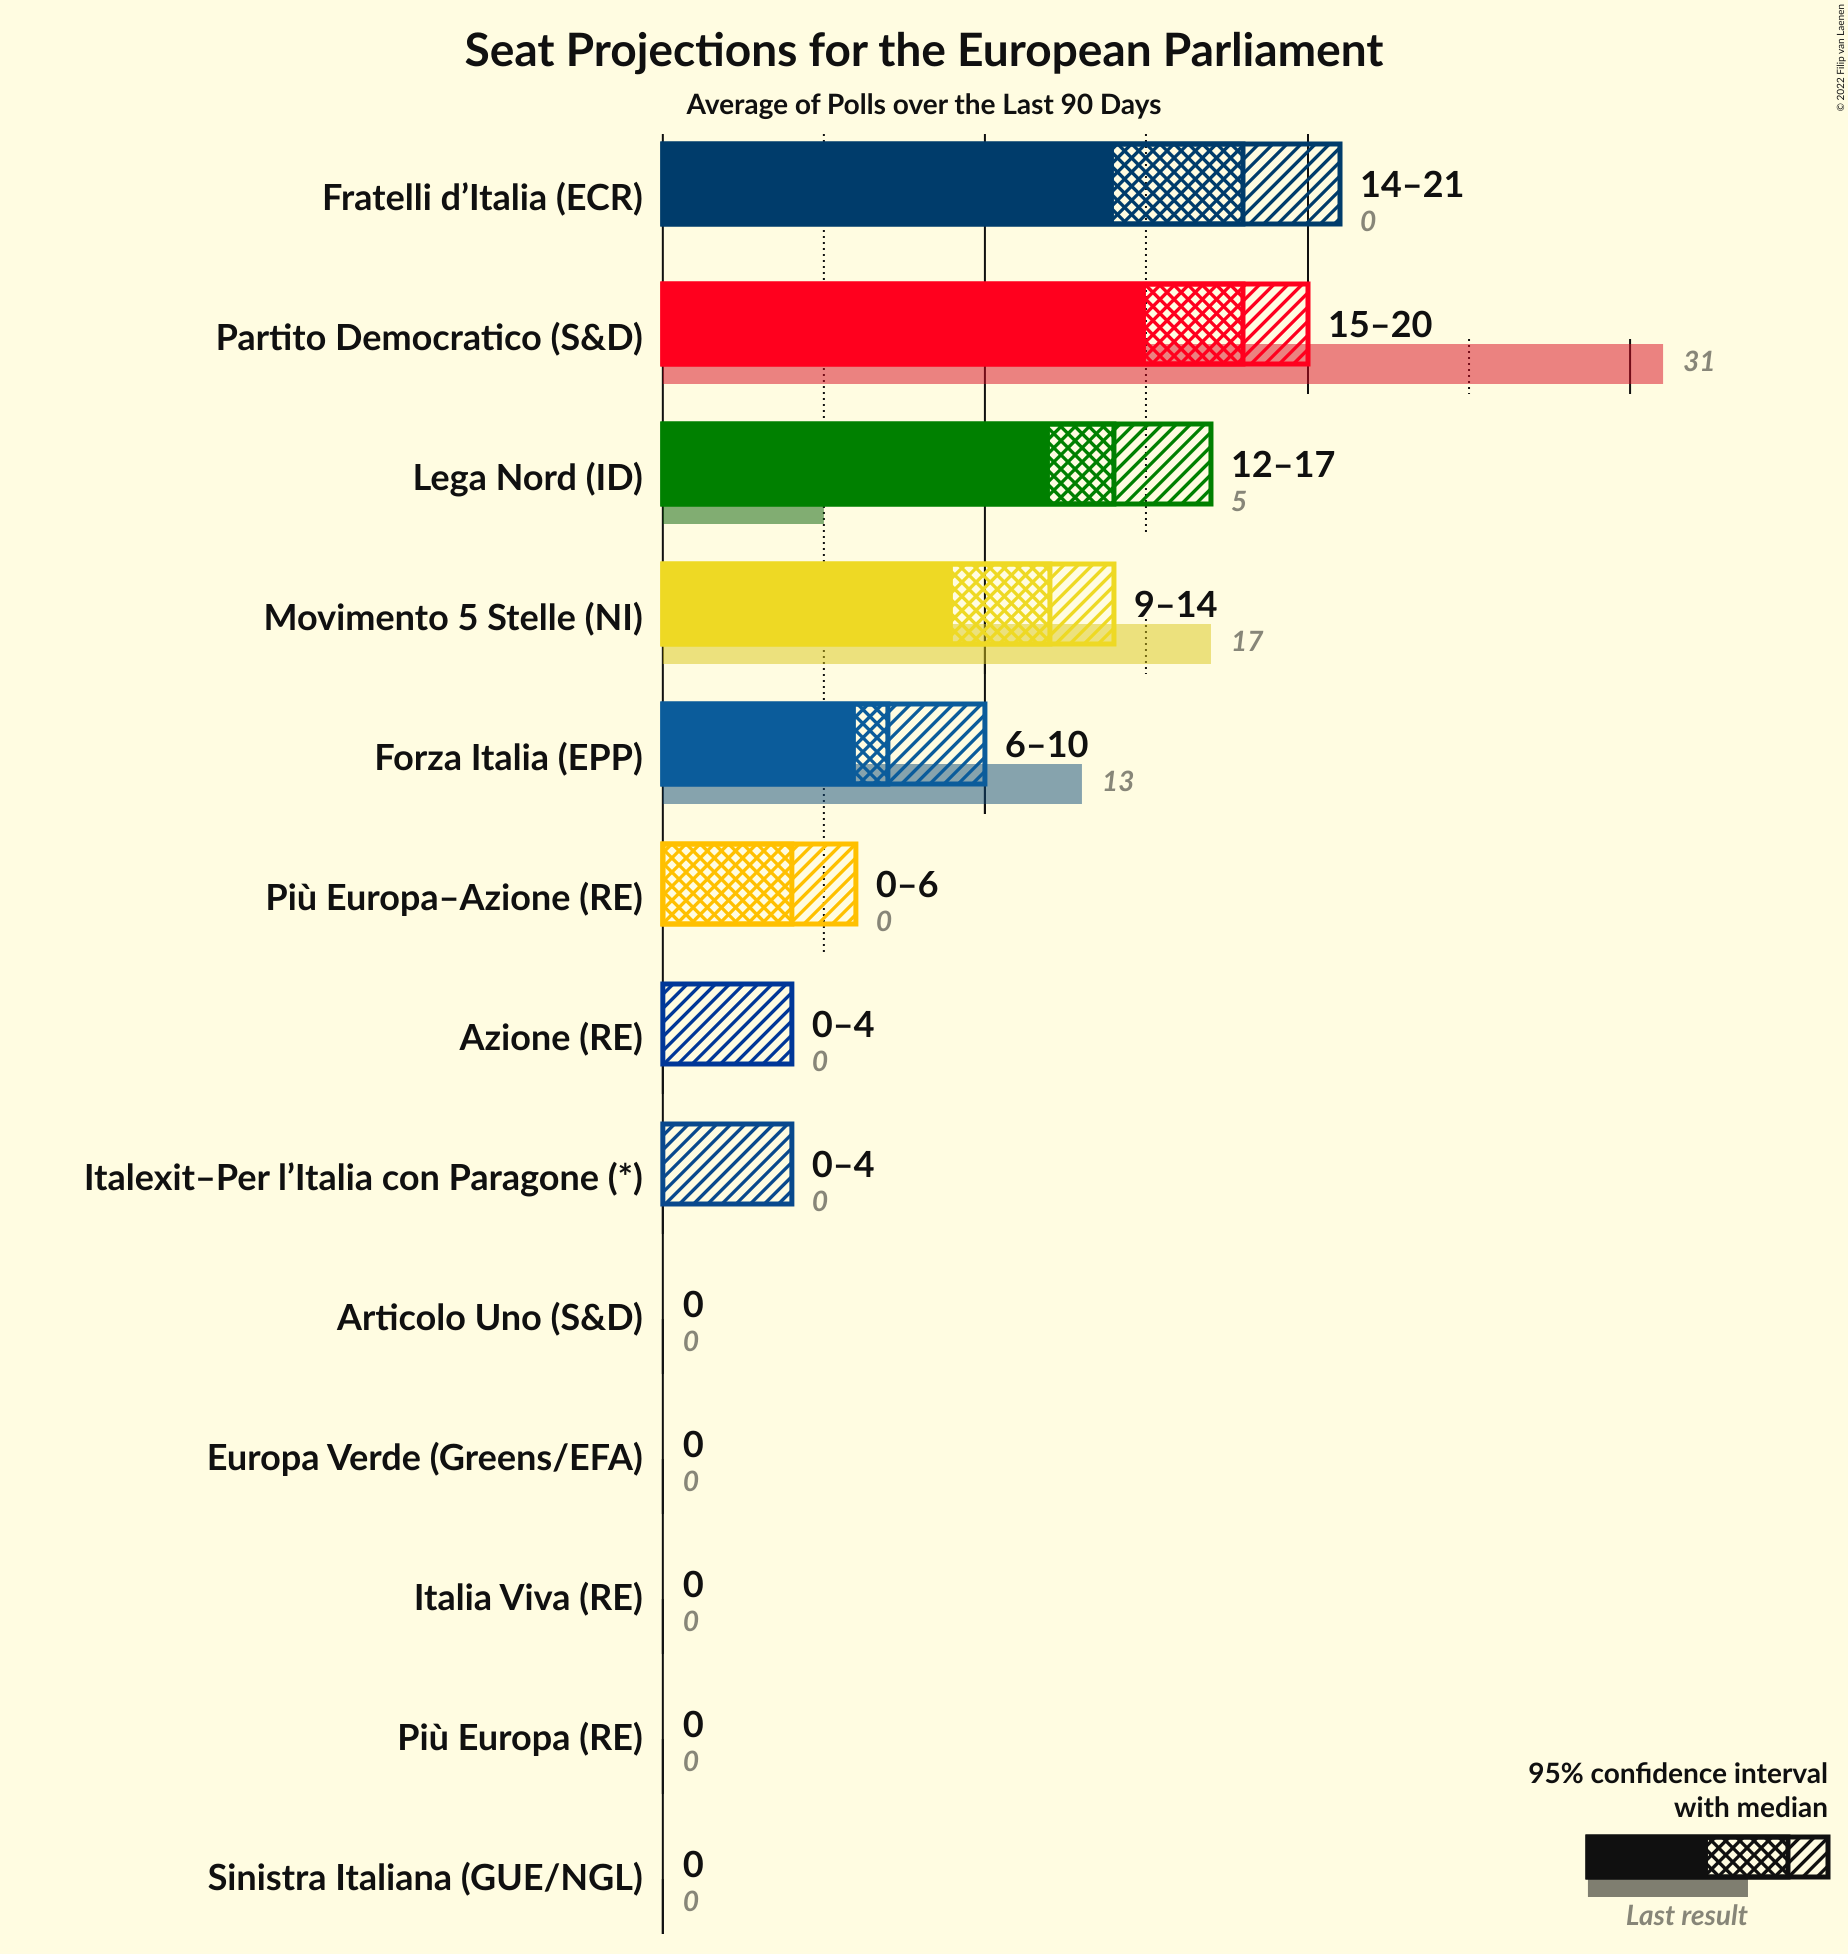 Seat Projections for the European Parliament
Average of Polls over the Last 90 Days
© 2022 Filip van Laenen
Fratelli d’Italia (ECR)
14–21
0
Partito Democratico (S&D)
15–20
31
Lega Nord (ID)
12–17
5
Movimento 5 Stelle (NI)
9–14
17
Forza Italia (EPP)
6–10
13
Più Europa–Azione (RE)
0–6
0
Azione (RE)
0–4
0
Italexit–Per l’Italia con Paragone (*)
0–4
0
Articolo Uno (S&D)
0
0
Europa Verde (Greens/EFA)
0
0
Italia Viva (RE)
0
0
Più Europa (RE)
0
0
Sinistra Italiana (GUE/NGL)
0
0
95% confidence interval
with median
Last result